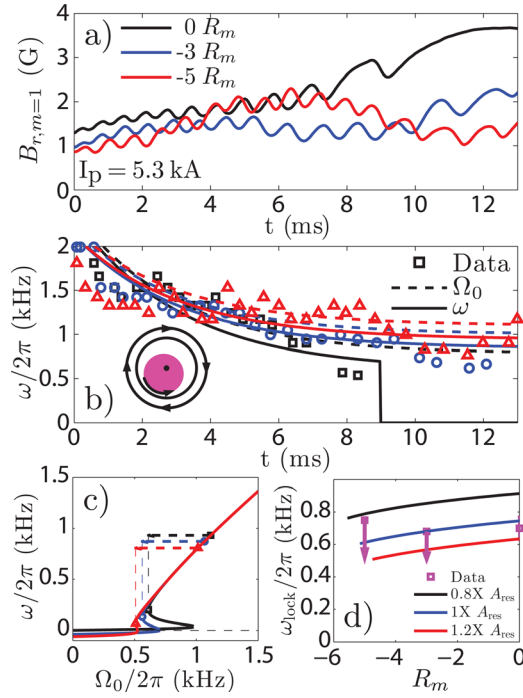 a)
0 R_m
-3 R_m
-5 R_m
B_{r,m=1} (G)
4
3
2
1
0
I_p = 5.3 kA
0 2 4 6 8 10 12
t (ms)
b)
Data
Ω_0
ω
ω/2π (kHz)
2
1.5
1
0.5
0
0 2 4 6 8 10 12
t (ms)
c)
ω/2π (kHz)
1.5
1
0.5
0
0 0.5 1 1.5
Ω_0/2π (kHz)
d)
ω_lock/2π (kHz)
0.8
0.6
0.4
0.2
0
Data
0.8X A_res
1X A_res
1.2X A_res
−6 −4 −2 0
R_m